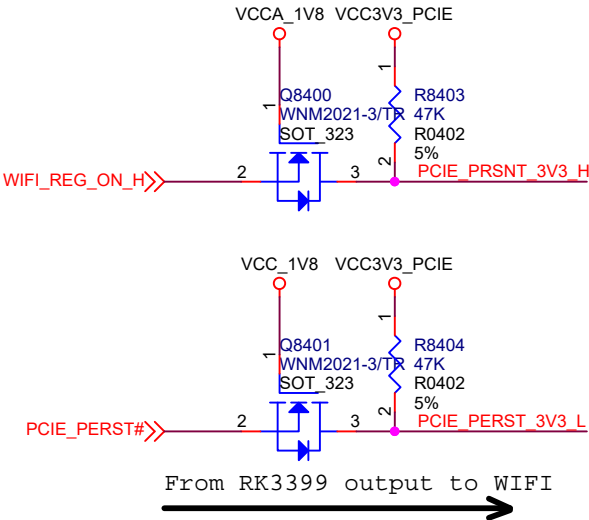 VCCA_1V8 VCC3V3_PCIE
1
1
Q8400
WNM2021-3/TR
SOT_323
R8403
47K
R0402
5%
WIFI_REG_ON_H
2
3
2
PCIE_PRSNT_3V3_H
VCC_1V8 VCC3V3_PCIE
1
1
Q8401
WNM2021-3/TR
SOT_323
R8404
47K
R0402
5%
PCIE_PERST#
2
3
2
PCIE_PERST_3V3_L
From RK3399 output to WIFI